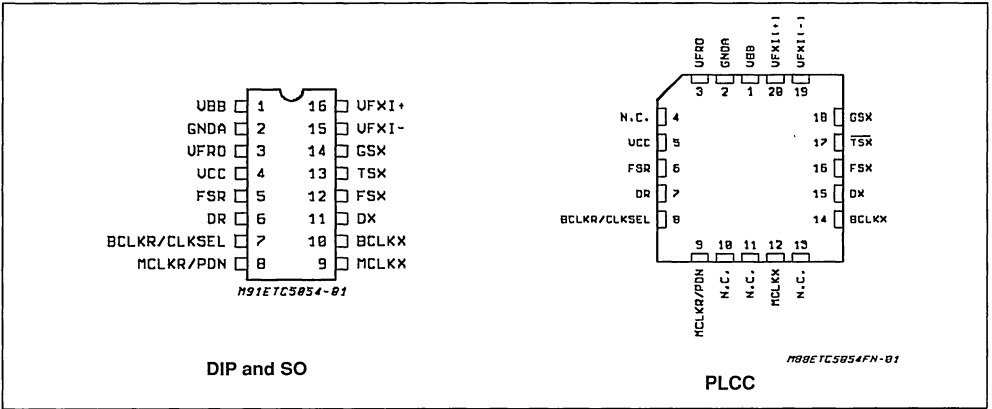 VBB 1 16 VFXI+
GNDA 2 15 VFXI-
VFRO 3 14 GSX
VCC 4 13 TSX
FSR 5 12 FSX
DR 6 11 DX
BCLKR/CLKSEL 7 10 BCLKX
MCLKR/PDN 8 9 MCLKX
M91ETC5054-01
DIP and SO
VFRO GNDA VBB VFXI(+) VFXI(-)
3 2 1 20 19
N.C. 4 18 GSX
VCC 5 17 TSX
FSR 6 16 FSX
DR 7 15 DX
BCLKR/CLKSEL 8 14 BCLKX
9 10 11 12 13
MCLKR/PDN N.C. N.C. MCLKX N.C.
M88ETC5054FN-01
PLCC